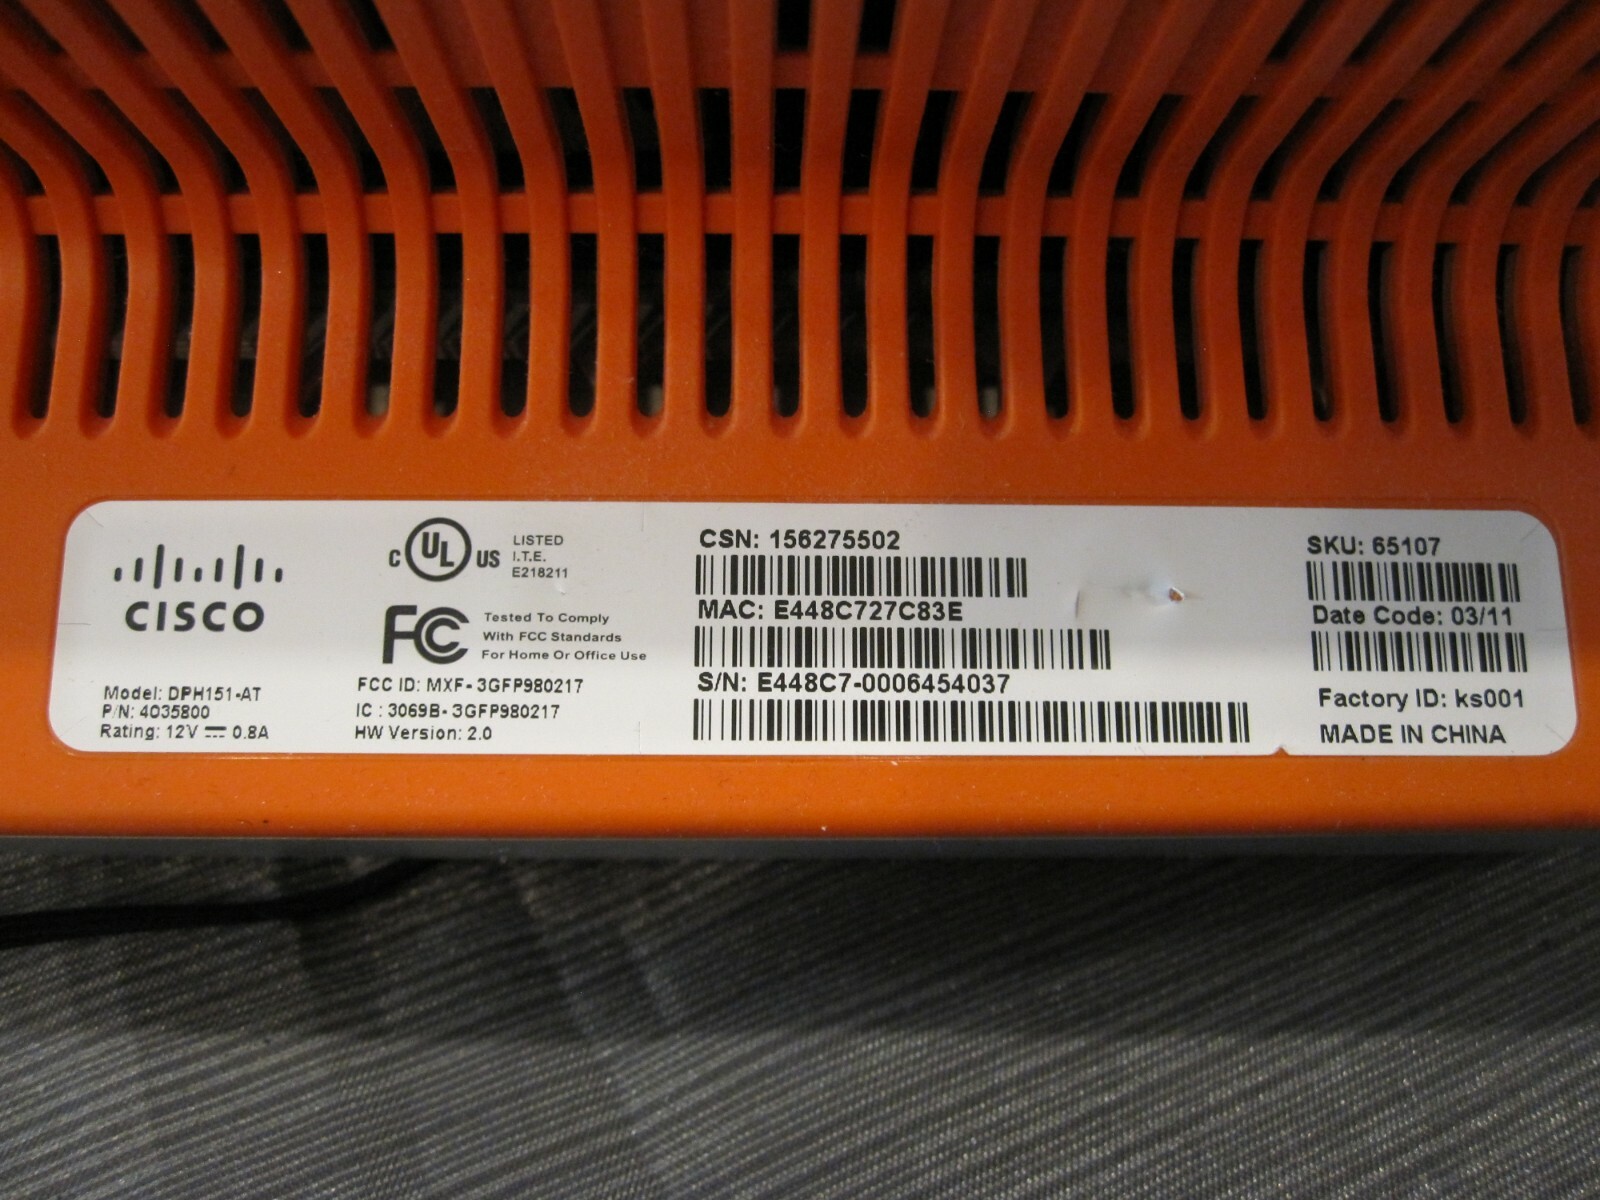 CISCO
Model: DPH151-AT
P/N: 4035800
Rating: 12V ⎓ 0.8A
C UL US LISTED
I.T.E.
E218211
FC Tested To Comply
With FCC Standards
For Home Or Office Use
FCC ID: MXF-3GFP980217
IC : 3069B-3GFP980217
HW Version: 2.0
CSN: 156275502
MAC: E448C727C83E
S/N: E448C7-0006454037
SKU: 65107
Date Code: 03/11
Factory ID: ks001
MADE IN CHINA